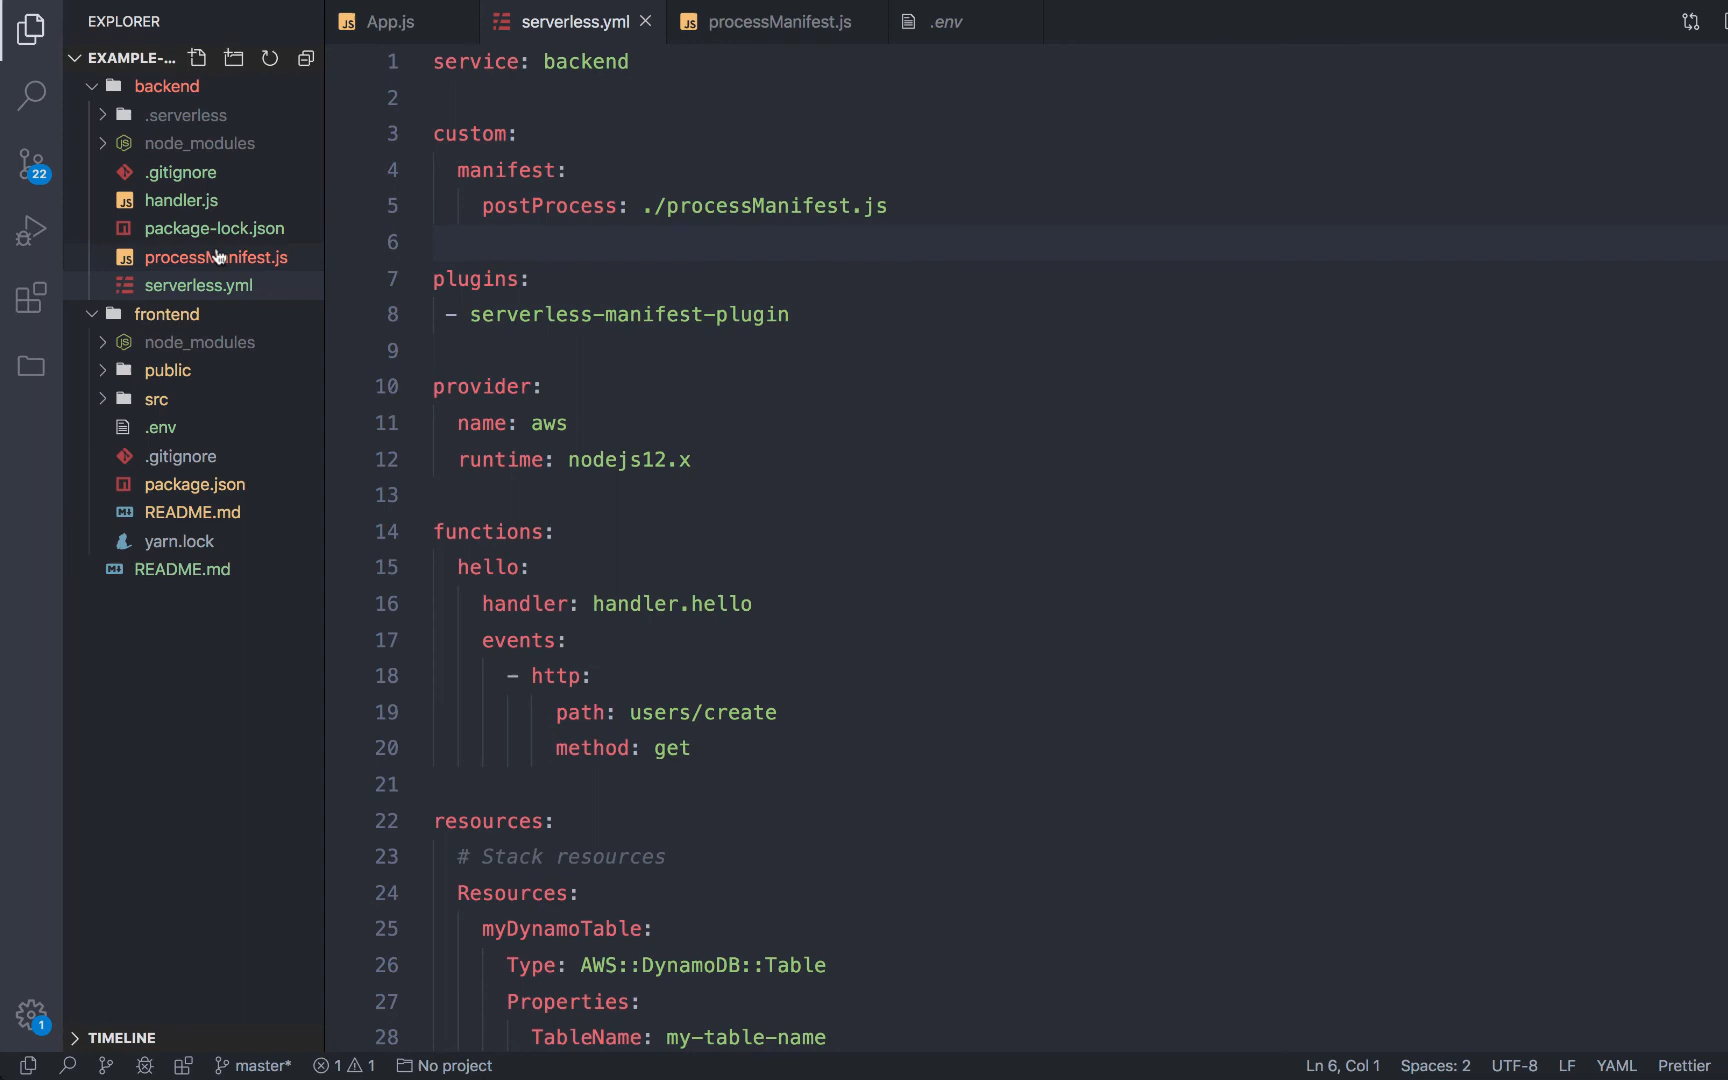 EXPLORER
EXAMPLE-...
backend
.serverless
node_modules
.gitignore
handler.js
package-lock.json
processManifest.js
serverless.yml
frontend
node_modules
public
src
.env
.gitignore
package.json
README.md
yarn.lock
README.md
TIMELINE
22
1
App.js
serverless.yml
processManifest.js
.env
1 service: backend
2
3 custom:
4 manifest:
5 postProcess: ./processManifest.js
6
7 plugins:
8 - serverless-manifest-plugin
9
10 provider:
11 name: aws
12 runtime: nodejs12.x
13
14 functions:
15 hello:
16 handler: handler.hello
17 events:
18 - http:
19 path: users/create
20 method: get
21
22 resources:
23 # Stack resources
24 Resources:
25 myDynamoTable:
26 Type: AWS::DynamoDB::Table
27 Properties:
28 TableName: my-table-name
master* 1 1 No project Ln 6, Col 1 Spaces: 2 UTF-8 LF YAML Prettier